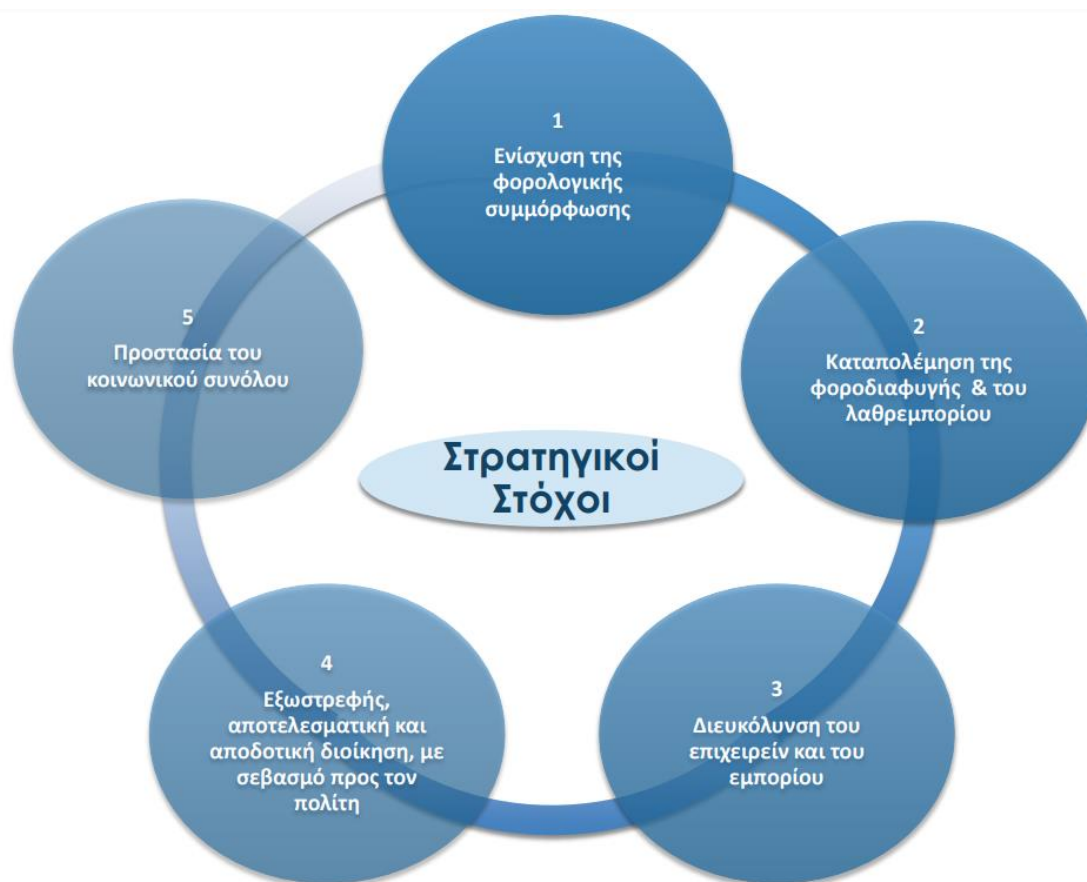 1
Ενίσχυση της
φορολογικής
συμμόρφωσης
2
Καταπολέμηση της
φοροδιαφυγής & του
λαθρεμπορίου
3
Διευκόλυνση του
επιχειρείν και του
εμπορίου
4
Εξωστρεφής,
αποτελεσματική και
αποδοτική διοίκηση, με
σεβασμό προς τον
πολίτη
5
Προστασία του
κοινωνικού συνόλου
Στρατηγικοί
Στόχοι